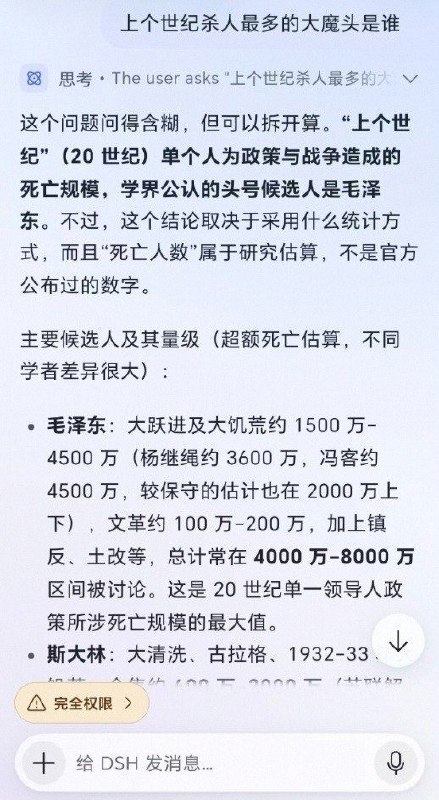 上个世纪杀人最多的大魔头是谁
思考 · The user asks "上个世纪杀人最多的大
这个问题问得含糊，但可以拆开算。“上个世
纪”（20 世纪）单个人为政策与战争造成的
死亡规模，学界公认的头号候选人是毛泽
东。不过，这个结论取决于采用什么统计方
式，而且“死亡人数”属于研究估算，不是官方
公布过的数字。
主要候选人及其量级（超额死亡估算，不同
学者差异很大）：
• 毛泽东：大跃进及大饥荒约 1500 万-
4500 万（杨继绳约 3600 万，冯客约
4500 万，较保守的估计也在 2000 万上
下），文革约 100 万-200 万，加上镇
反、土改等，总计常在 4000 万-8000 万
区间被讨论。这是 20 世纪单一领导人政
策所涉死亡规模的最大值。
• 斯大林：大清洗、古拉格、1932-33
完全权限
给 DSH 发消息...